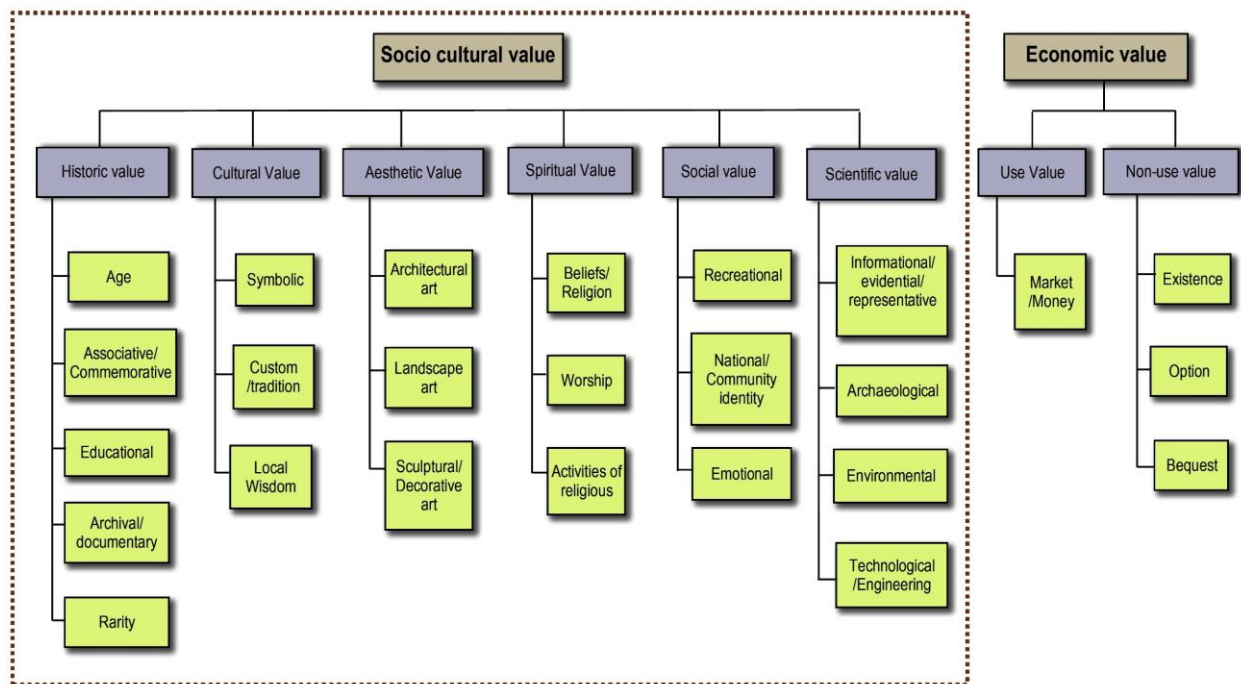 Socio cultural value
Economic value
Historic value
Cultural Value
Aesthetic Value
Spiritual Value
Social value
Scientific value
Use Value
Non-use value
Age
Associative/
Commemorative
Educational
Archival/
documentary
Rarity
Symbolic
Custom
/tradition
Local
Wisdom
Architectural
art
Landscape
art
Sculptural/
Decorative
art
Beliefs/
Religion
Worship
Activities of
religious
Recreational
National/
Community
identity
Emotional
Informational/
evidential/
representative
Archaeological
Environmental
Technological
/Engineering
Market
/Money
Existence
Option
Bequest